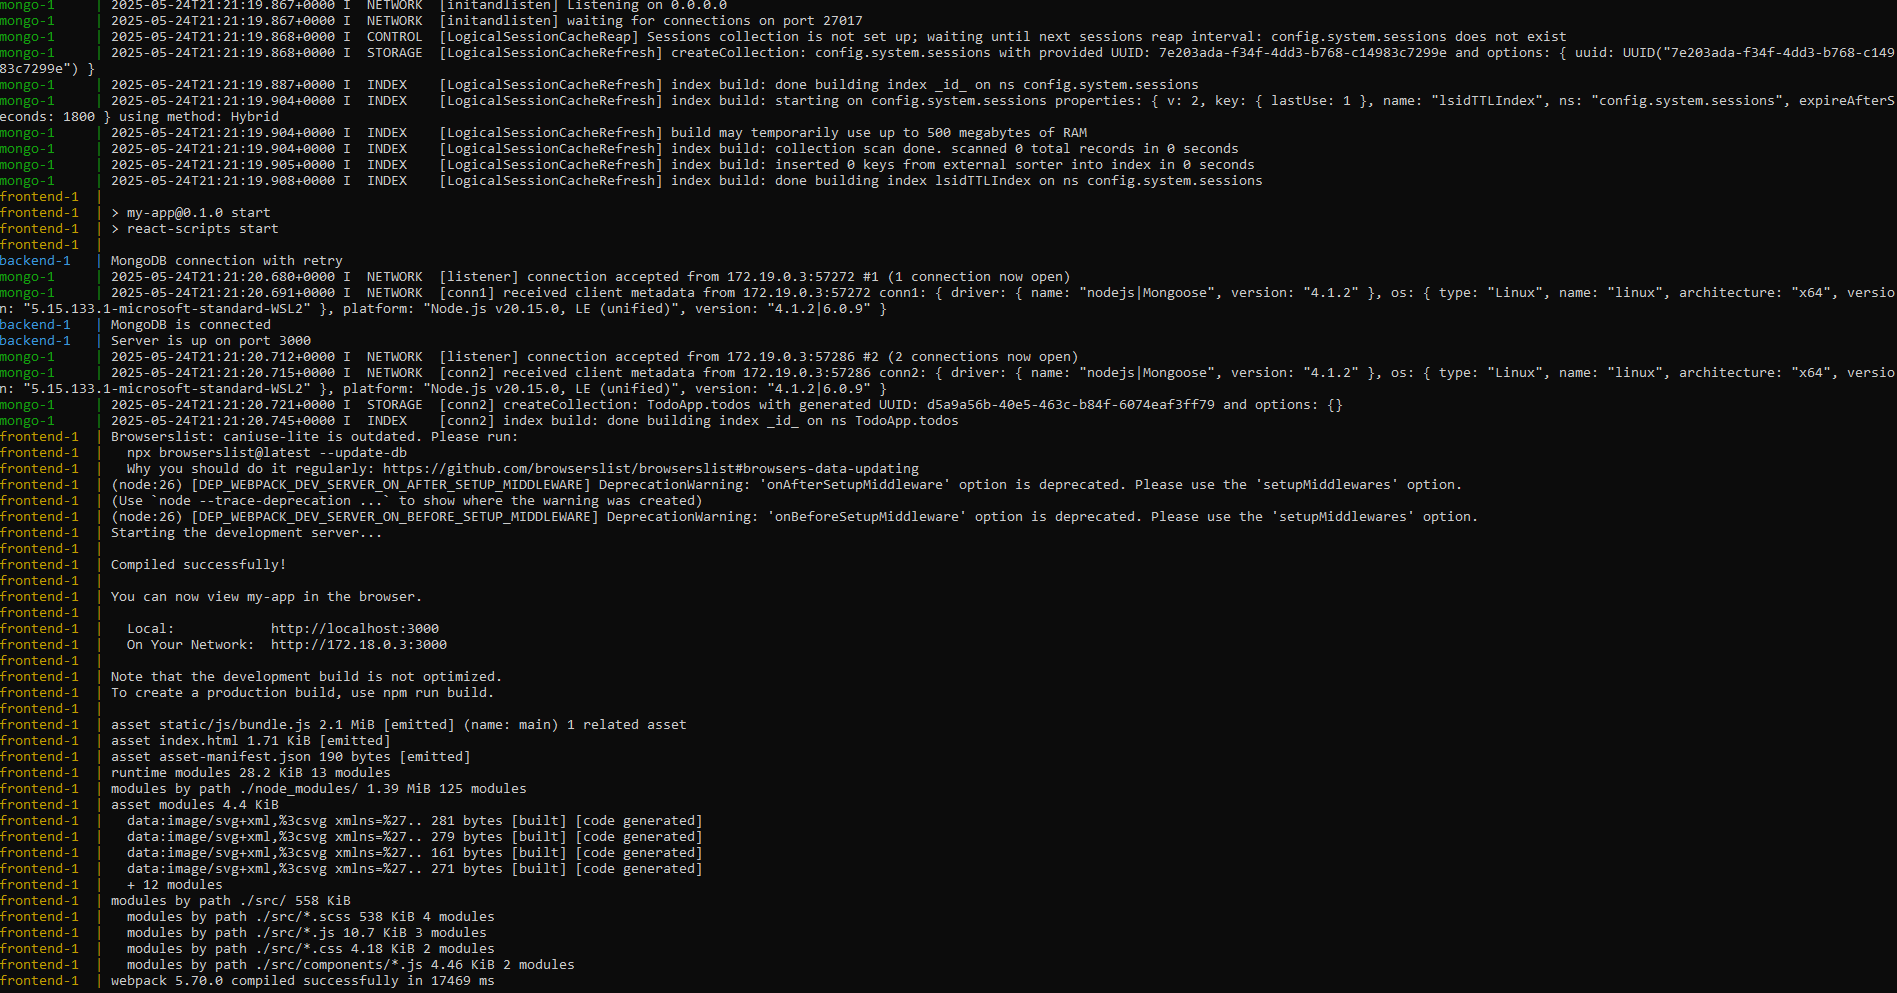 mongo-1     | 2025-05-24T21:21:19.867+0000 I  NETWORK  [initandlisten] Listening on 0.0.0.0
mongo-1     | 2025-05-24T21:21:19.867+0000 I  NETWORK  [initandlisten] waiting for connections on port 27017
mongo-1     | 2025-05-24T21:21:19.868+0000 I  CONTROL  [LogicalSessionCacheReap] Sessions collection is not set up; waiting until next sessions reap interval: config.system.sessions does not exist
mongo-1     | 2025-05-24T21:21:19.868+0000 I  STORAGE  [LogicalSessionCacheRefresh] createCollection: config.system.sessions with provided UUID: 7e203ada-f34f-4dd3-b768-c14983c7299e and options: { uuid: UUID("7e203ada-f34f-4dd3-b768-c149
83c7299e") }
mongo-1     | 2025-05-24T21:21:19.887+0000 I  INDEX    [LogicalSessionCacheRefresh] index build: done building index _id_ on ns config.system.sessions
mongo-1     | 2025-05-24T21:21:19.904+0000 I  INDEX    [LogicalSessionCacheRefresh] index build: starting on config.system.sessions properties: { v: 2, key: { lastUse: 1 }, name: "lsidTTLIndex", ns: "config.system.sessions", expireAfterS
econds: 1800 } using method: Hybrid
mongo-1     | 2025-05-24T21:21:19.904+0000 I  INDEX    [LogicalSessionCacheRefresh] build may temporarily use up to 500 megabytes of RAM
mongo-1     | 2025-05-24T21:21:19.904+0000 I  INDEX    [LogicalSessionCacheRefresh] index build: collection scan done. scanned 0 total records in 0 seconds
mongo-1     | 2025-05-24T21:21:19.905+0000 I  INDEX    [LogicalSessionCacheRefresh] index build: inserted 0 keys from external sorter into index in 0 seconds
mongo-1     | 2025-05-24T21:21:19.908+0000 I  INDEX    [LogicalSessionCacheRefresh] index build: done building index lsidTTLIndex on ns config.system.sessions
frontend-1  |
frontend-1  | > my-app@0.1.0 start
frontend-1  | > react-scripts start
frontend-1  |
backend-1   | MongoDB connection with retry
mongo-1     | 2025-05-24T21:21:20.680+0000 I  NETWORK  [listener] connection accepted from 172.19.0.3:57272 #1 (1 connection now open)
mongo-1     | 2025-05-24T21:21:20.691+0000 I  NETWORK  [conn1] received client metadata from 172.19.0.3:57272 conn1: { driver: { name: "nodejs|Mongoose", version: "4.1.2" }, os: { type: "Linux", name: "linux", architecture: "x64", versio
n: "5.15.133.1-microsoft-standard-WSL2" }, platform: "Node.js v20.15.0, LE (unified)", version: "4.1.2|6.0.9" }
backend-1   | MongoDB is connected
backend-1   | Server is up on port 3000
mongo-1     | 2025-05-24T21:21:20.712+0000 I  NETWORK  [listener] connection accepted from 172.19.0.3:57286 #2 (2 connections now open)
mongo-1     | 2025-05-24T21:21:20.715+0000 I  NETWORK  [conn2] received client metadata from 172.19.0.3:57286 conn2: { driver: { name: "nodejs|Mongoose", version: "4.1.2" }, os: { type: "Linux", name: "linux", architecture: "x64", versio
n: "5.15.133.1-microsoft-standard-WSL2" }, platform: "Node.js v20.15.0, LE (unified)", version: "4.1.2|6.0.9" }
mongo-1     | 2025-05-24T21:21:20.721+0000 I  STORAGE  [conn2] createCollection: TodoApp.todos with generated UUID: d5a9a56b-40e5-463c-b84f-6074eaf3ff79 and options: {}
mongo-1     | 2025-05-24T21:21:20.745+0000 I  INDEX    [conn2] index build: done building index _id_ on ns TodoApp.todos
frontend-1  | Browserslist: caniuse-lite is outdated. Please run:
frontend-1  |   npx browserslist@latest --update-db
frontend-1  |   Why you should do it regularly: https://github.com/browserslist/browserslist#browsers-data-updating
frontend-1  | (node:26) [DEP_WEBPACK_DEV_SERVER_ON_AFTER_SETUP_MIDDLEWARE] DeprecationWarning: 'onAfterSetupMiddleware' option is deprecated. Please use the 'setupMiddlewares' option.
frontend-1  | (Use `node --trace-deprecation ...` to show where the warning was created)
frontend-1  | (node:26) [DEP_WEBPACK_DEV_SERVER_ON_BEFORE_SETUP_MIDDLEWARE] DeprecationWarning: 'onBeforeSetupMiddleware' option is deprecated. Please use the 'setupMiddlewares' option.
frontend-1  | Starting the development server...
frontend-1  |
frontend-1  | Compiled successfully!
frontend-1  |
frontend-1  | You can now view my-app in the browser.
frontend-1  |
frontend-1  |   Local:            http://localhost:3000
frontend-1  |   On Your Network:  http://172.18.0.3:3000
frontend-1  |
frontend-1  | Note that the development build is not optimized.
frontend-1  | To create a production build, use npm run build.
frontend-1  |
frontend-1  | asset static/js/bundle.js 2.1 MiB [emitted] (name: main) 1 related asset
frontend-1  | asset index.html 1.71 KiB [emitted]
frontend-1  | asset asset-manifest.json 190 bytes [emitted]
frontend-1  | runtime modules 28.2 KiB 13 modules
frontend-1  | modules by path ./node_modules/ 1.39 MiB 125 modules
frontend-1  | asset modules 4.4 KiB
frontend-1  |   data:image/svg+xml,%3csvg xmlns=%27.. 281 bytes [built] [code generated]
frontend-1  |   data:image/svg+xml,%3csvg xmlns=%27.. 279 bytes [built] [code generated]
frontend-1  |   data:image/svg+xml,%3csvg xmlns=%27.. 161 bytes [built] [code generated]
frontend-1  |   data:image/svg+xml,%3csvg xmlns=%27.. 271 bytes [built] [code generated]
frontend-1  |   + 12 modules
frontend-1  | modules by path ./src/ 558 KiB
frontend-1  |   modules by path ./src/*.scss 538 KiB 4 modules
frontend-1  |   modules by path ./src/*.js 10.7 KiB 3 modules
frontend-1  |   modules by path ./src/*.css 4.18 KiB 2 modules
frontend-1  |   modules by path ./src/components/*.js 4.46 KiB 2 modules
frontend-1  | webpack 5.70.0 compiled successfully in 17469 ms